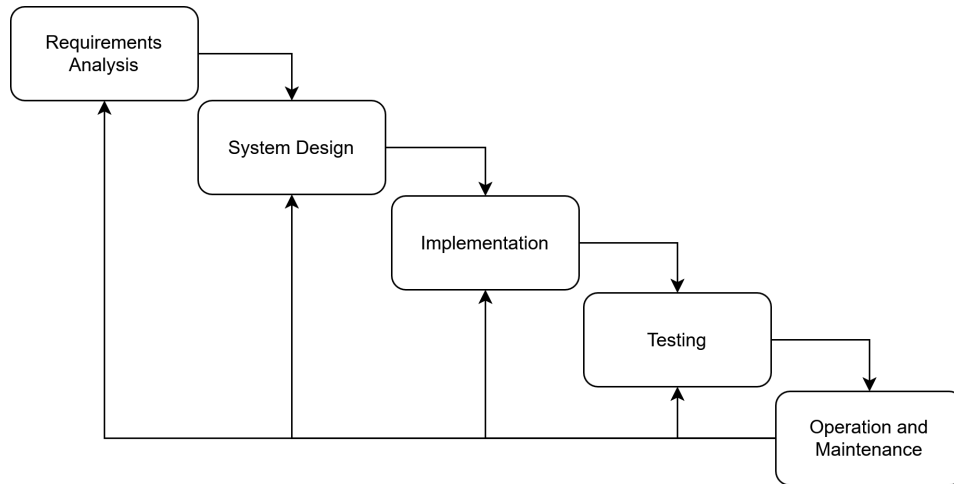 Requirements
Analysis
System Design
Implementation
Testing
Operation and
Maintenance